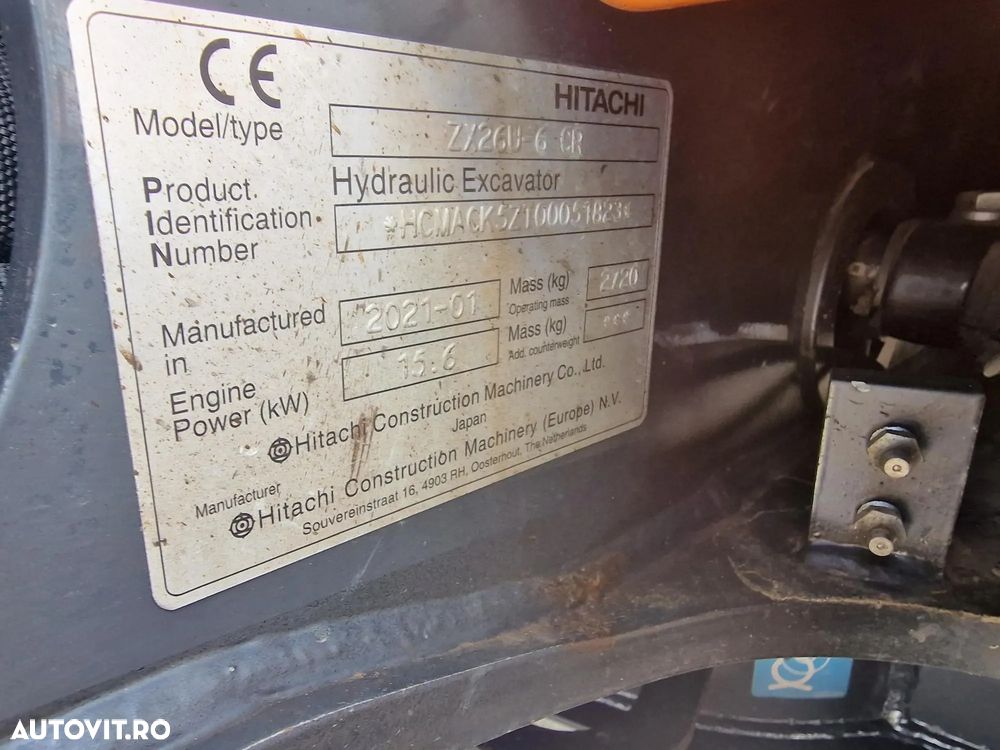 CE
HITACHI
Model/type ZX26U-6 CR
Product Hydraulic Excavator
Identification *HCMACK5Z100051823*
Number
Manufactured in 2021-01
Mass (kg) Operating mass 2720
Engine Power (kW) 15.6
Mass (kg) Add. counterweight ***
Hitachi Construction Machinery Co., Ltd.
Japan
Manufacturer
Hitachi Construction Machinery (Europe) N.V.
Souvereinstraat 16, 4903 RH, Oosterhout, The Netherlands
AUTOVIT.RO